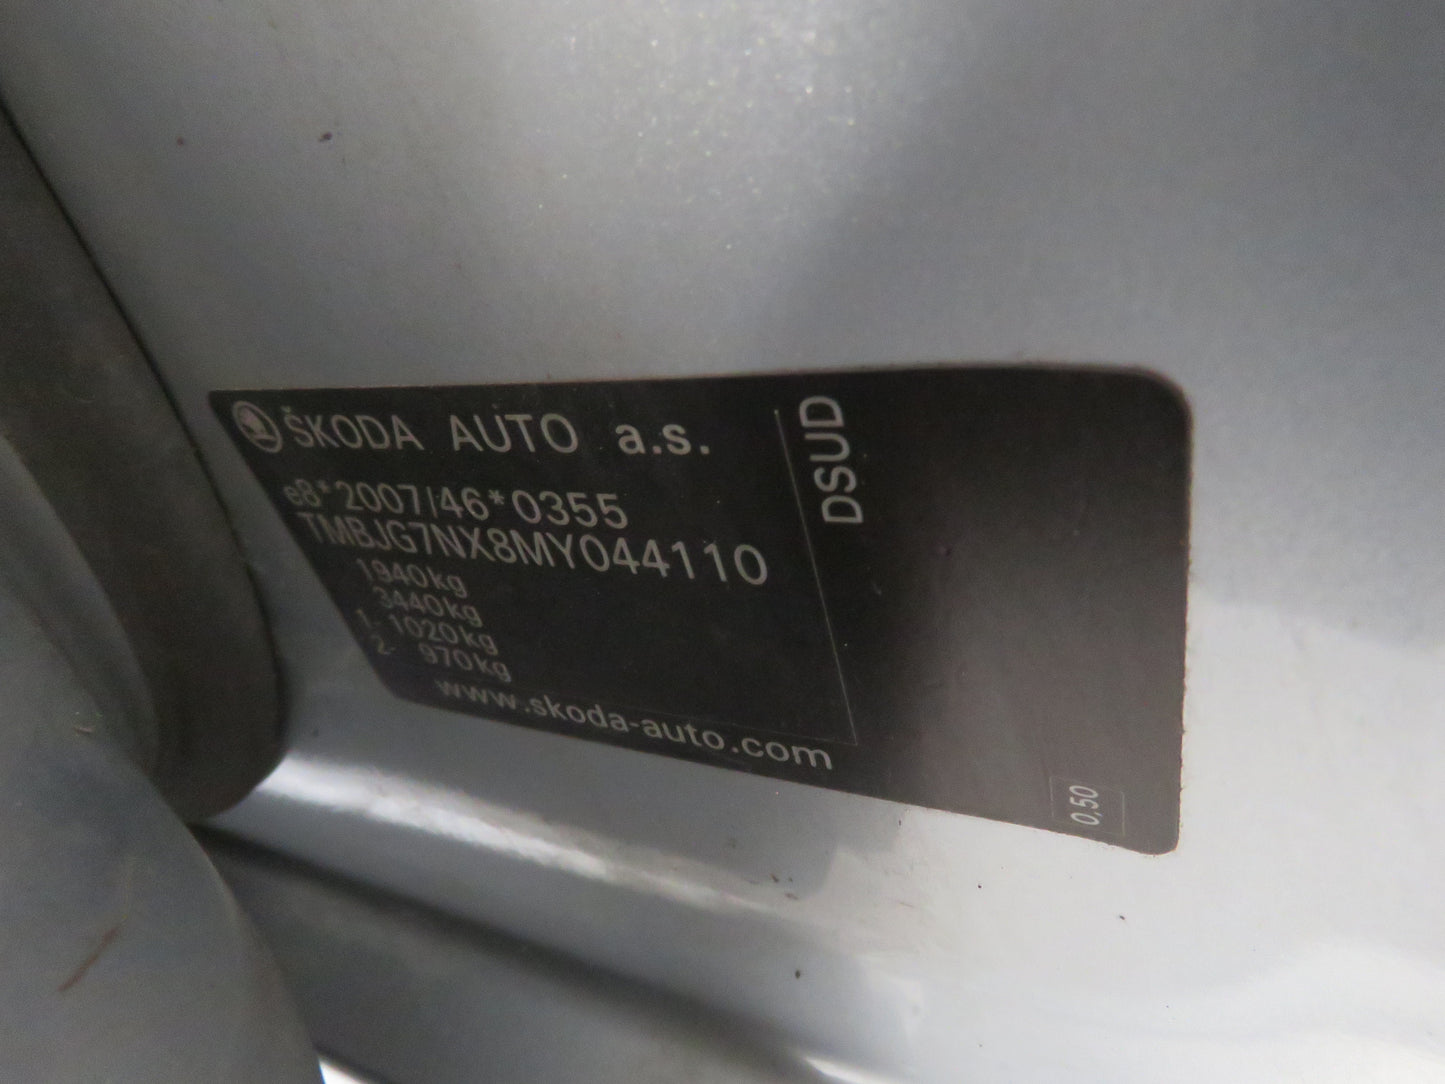 ŠKODA AUTO a.s.
e8*2007/46*0355
TMBJG7NX8MY044110
1940kg
3440kg
1- 1020kg
2- 970kg
www.skoda-auto.com
DSUD
0,50